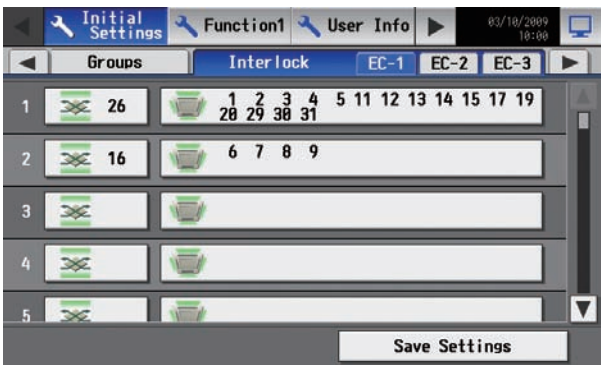 Initial
Settings
Function1
User Info
03/10/2009
10:00
Groups
Interlock
EC-1
EC-2
EC-3
1 26 1 2 3 4 5 11 12 13 14 15 17 19
20 29 30 31
2 16 6 7 8 9
3
4
5
Save Settings